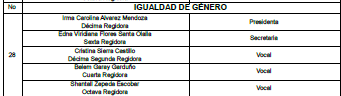 No IGUALDAD DE GÉNERO
Irma Carolina Alvarez Mendoza
Décima Regidora
Presidenta
Edna Viridiana Flores Santa Olalla
Sexta Regidora
Secretaria
28
Cristina Sierra Castillo
Décima Segunda Regidora
Vocal
Belem Garay Garduño
Cuarta Regidora
Vocal
Shantall Zepeda Escobar
Octava Regidora
Vocal